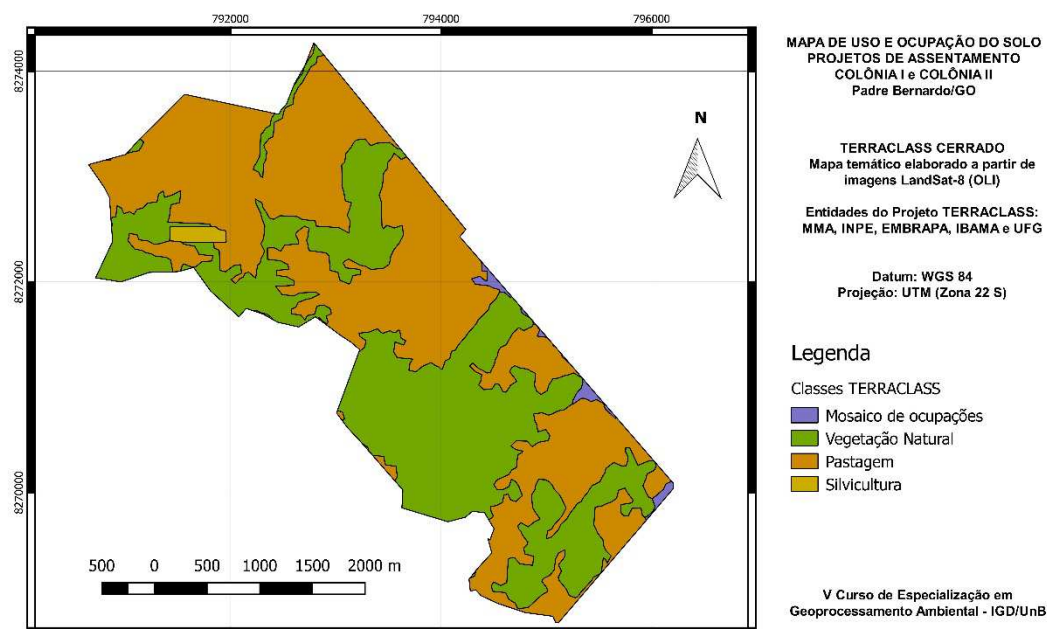 792000
794000
796000
8274000
8272000
8270000
N
500 0 500 1000 1500 2000 m
MAPA DE USO E OCUPAÇÃO DO SOLO
PROJETOS DE ASSENTAMENTO
COLÔNIA I e COLÔNIA II
Padre Bernardo/GO
TERRACLASS CERRADO
Mapa temático elaborado a partir de
imagens LandSat-8 (OLI)
Entidades do Projeto TERRACLASS:
MMA, INPE, EMBRAPA, IBAMA e UFG
Datum: WGS 84
Projeção: UTM (Zona 22 S)
Legenda
Classes TERRACLASS
Mosaico de ocupações
Vegetação Natural
Pastagem
Silvicultura
V Curso de Especialização em
Geoprocessamento Ambiental - IGD/UnB